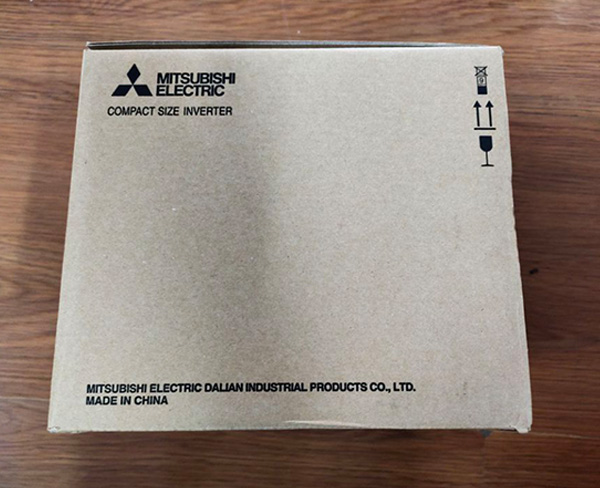 MITSUBISHI
ELECTRIC
COMPACT SIZE INVERTER
MITSUBISHI ELECTRIC DALIAN INDUSTRIAL PRODUCTS CO., LTD.
MADE IN CHINA